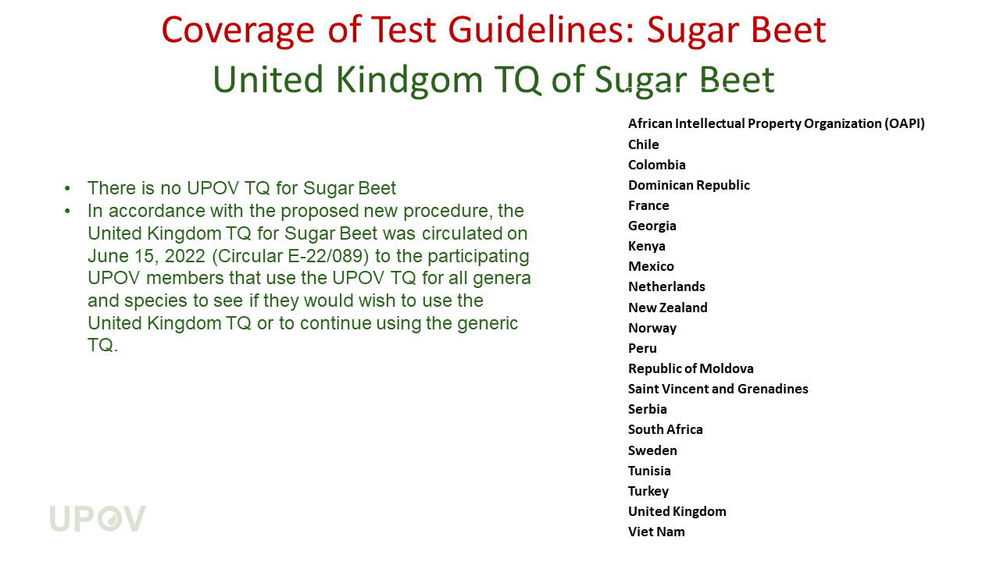 Coverage of Test Guidelines: Sugar Beet
United Kindgom TQ of Sugar Beet
• There is no UPOV TQ for Sugar Beet
• In accordance with the proposed new procedure, the
United Kingdom TQ for Sugar Beet was circulated on
June 15, 2022 (Circular E-22/089) to the participating
UPOV members that use the UPOV TQ for all genera
and species to see if they would wish to use the
United Kingdom TQ or to continue using the generic
TQ.
African Intellectual Property Organization (OAPI)
Chile
Colombia
Dominican Republic
France
Georgia
Kenya
Mexico
Netherlands
New Zealand
Norway
Peru
Republic of Moldova
Saint Vincent and Grenadines
Serbia
South Africa
Sweden
Tunisia
Turkey
United Kingdom
Viet Nam
UPOV